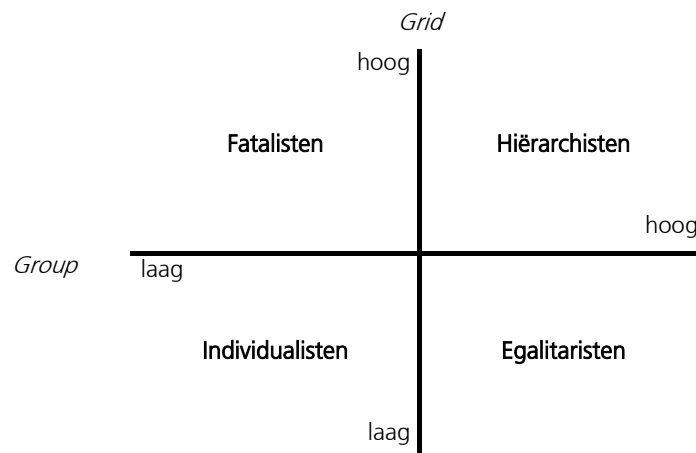 Grid
hoog
Fatalisten
Hiërarchisten
hoog
Group
laag
Individualisten
Egalitaristen
laag